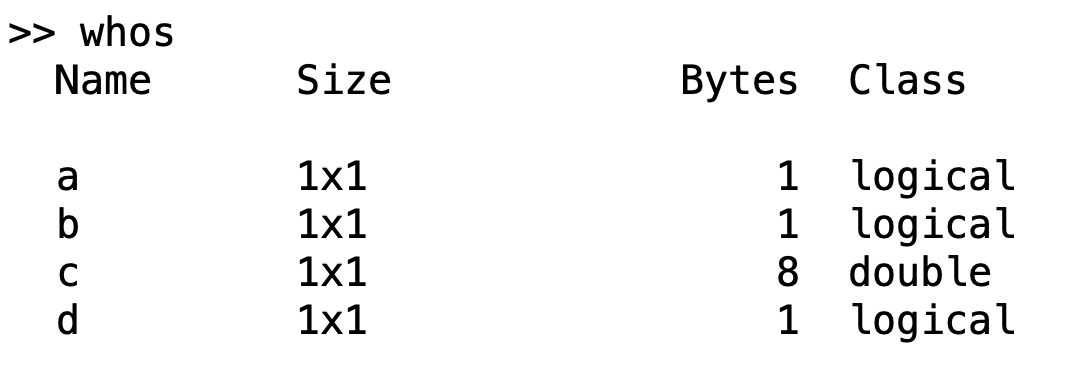 >> whos
Name Size Bytes Class
a 1x1 1 logical
b 1x1 1 logical
c 1x1 8 double
d 1x1 1 logical